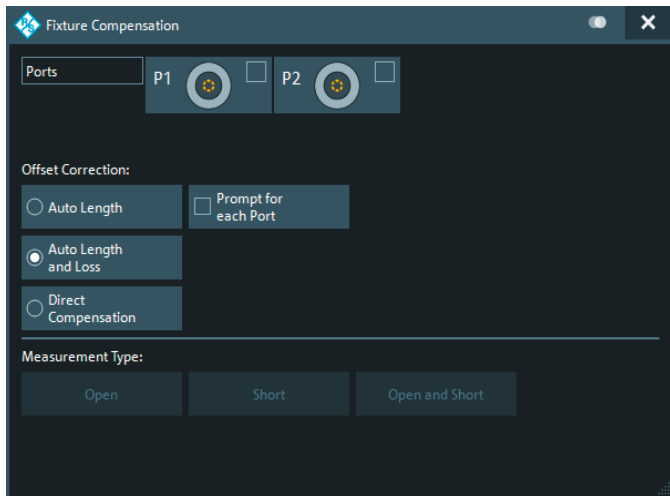 R&S Fixture Compensation
Ports
P1
P2
Offset Correction:
Auto Length
Prompt for
each Port
Auto Length
and Loss
Direct
Compensation
Measurement Type:
Open
Short
Open and Short